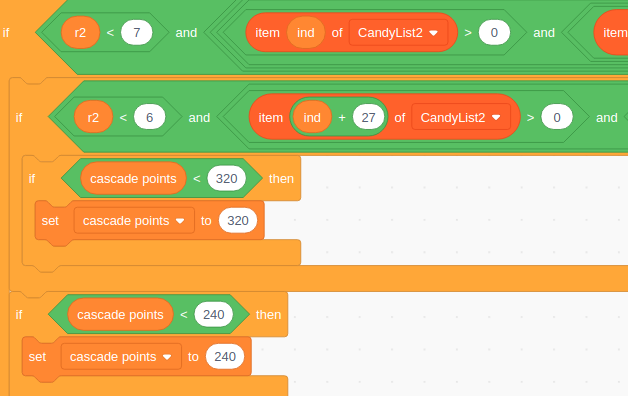 if r2 < 7 and item ind of CandyList2 > 0 and item
if r2 < 6 and item ind + 27 of CandyList2 > 0 and
if cascade points < 320 then
set cascade points to 320
if cascade points < 240 then
set cascade points to 240